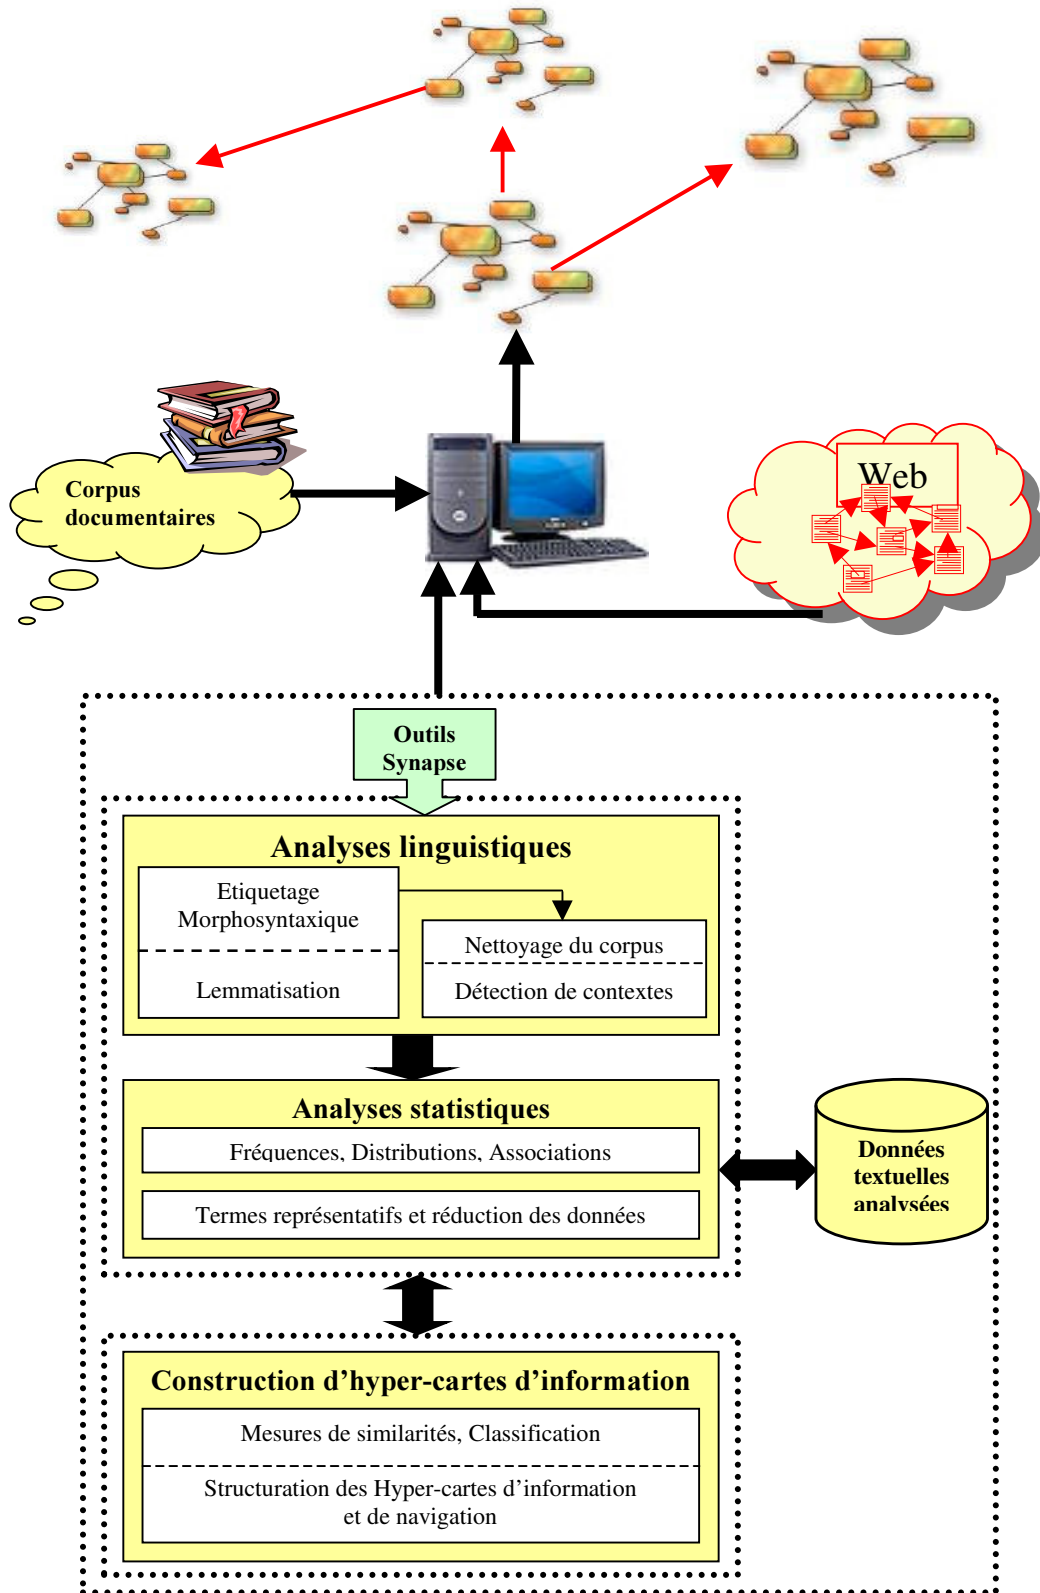 Corpus
documentaires
Web
Outils
Synapse
Analyses linguistiques
Etiquetage
Morphosyntaxique
Lemmatisation
Nettoyage du corpus
Détection de contextes
Analyses statistiques
Fréquences, Distributions, Associations
Termes représentatifs et réduction des données
Données
textuelles
analysées
Construction d’hyper-cartes d’information
Mesures de similarités, Classification
Structuration des Hyper-cartes d’information
et de navigation